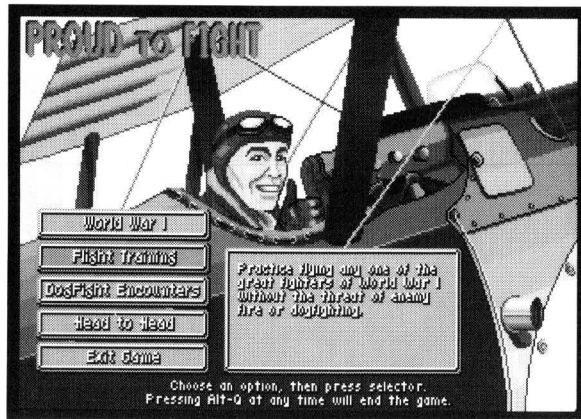 PROUD to FIGHT
World War I
Flight Training
DogFight Encounters
Head to Head
Exit Game
Practice flying any one of the
great fighters of World War I
without the threat of enemy
fire or dogfighting.
Choose an option, then press selector.
Pressing Alt-Q at any time will end the game.